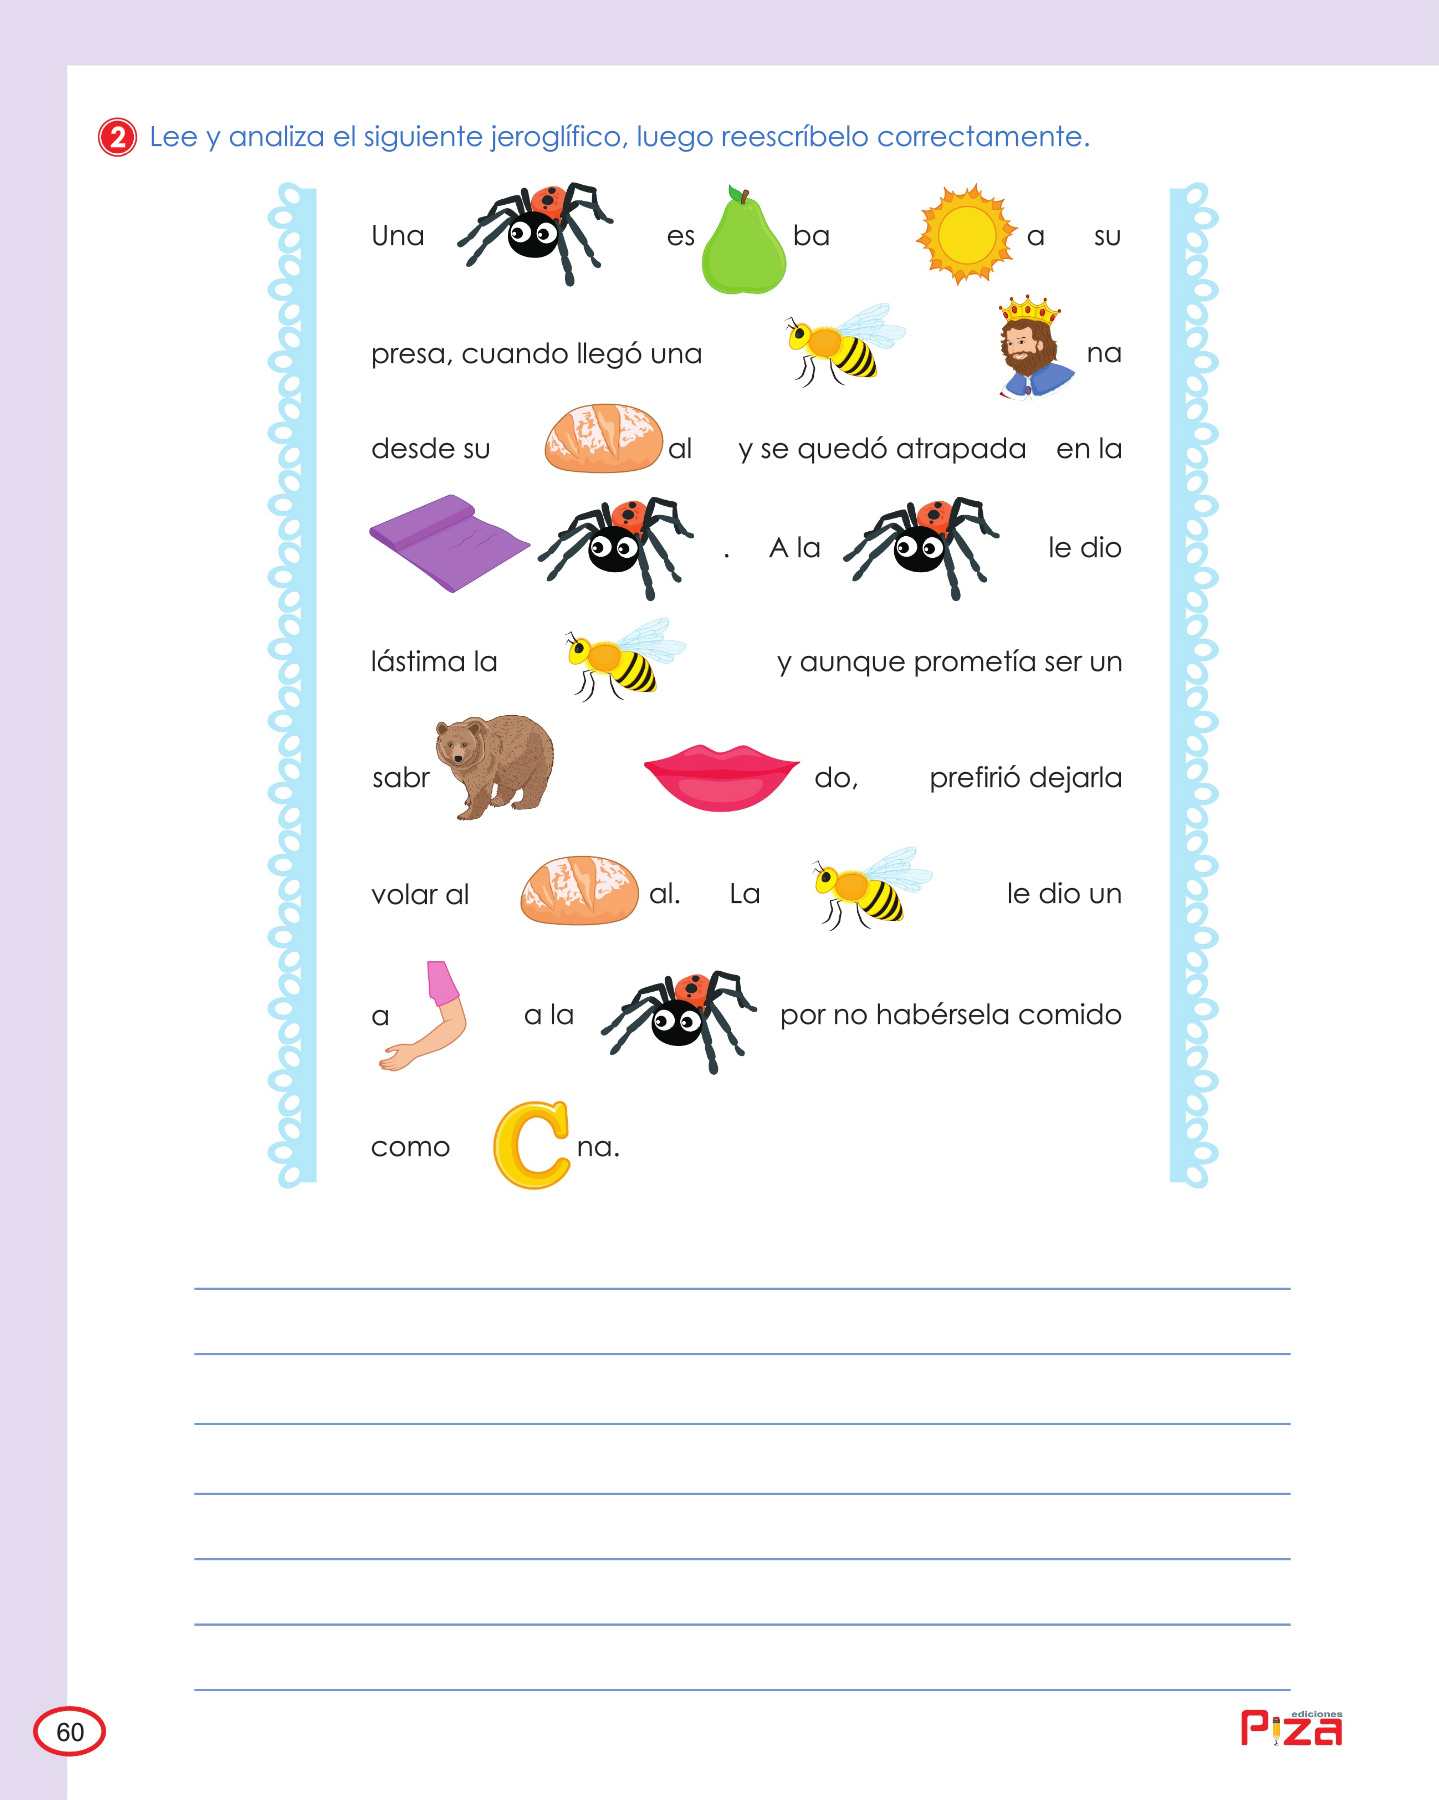 2 Lee y analiza el siguiente jeroglífico, luego reescríbelo correctamente.
Una es ba a su
presa, cuando llegó una na
desde su al y se quedó atrapada en la
. A la le dio
lástima la y aunque prometía ser un
sabr do, prefirió dejarla
volar al al. La le dio un
a a la por no habérsela comido
como C na.
60
ediciones
Piza